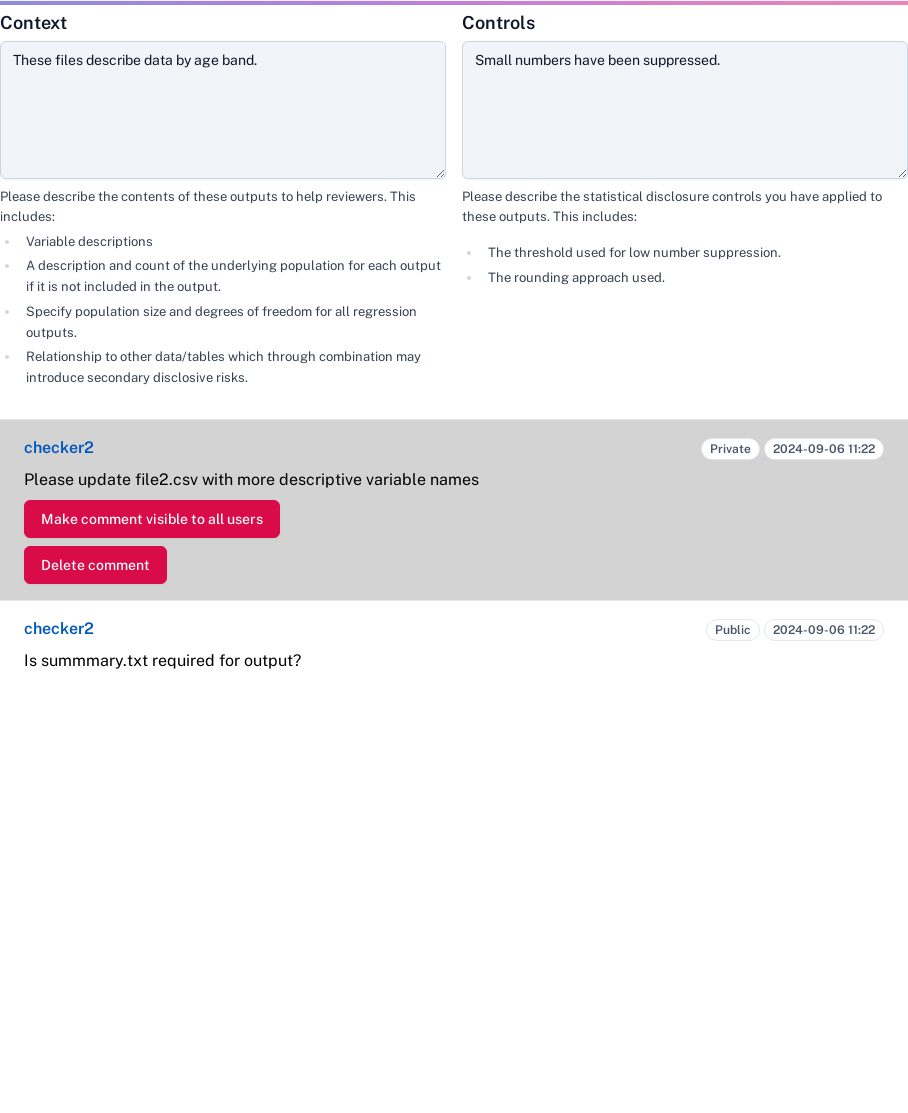 Context
These files describe data by age band.
Please describe the contents of these outputs to help reviewers. This
includes:
Variable descriptions
A description and count of the underlying population for each output
if it is not included in the output.
Specify population size and degrees of freedom for all regression
outputs.
Relationship to other data/tables which through combination may
introduce secondary disclosive risks.
Controls
Small numbers have been suppressed.
Please describe the statistical disclosure controls you have applied to
these outputs. This includes:
The threshold used for low number suppression.
The rounding approach used.
checker2
Private
2024-09-06 11:22
Please update file2.csv with more descriptive variable names
Make comment visible to all users
Delete comment
checker2
Public
2024-09-06 11:22
Is summmary.txt required for output?